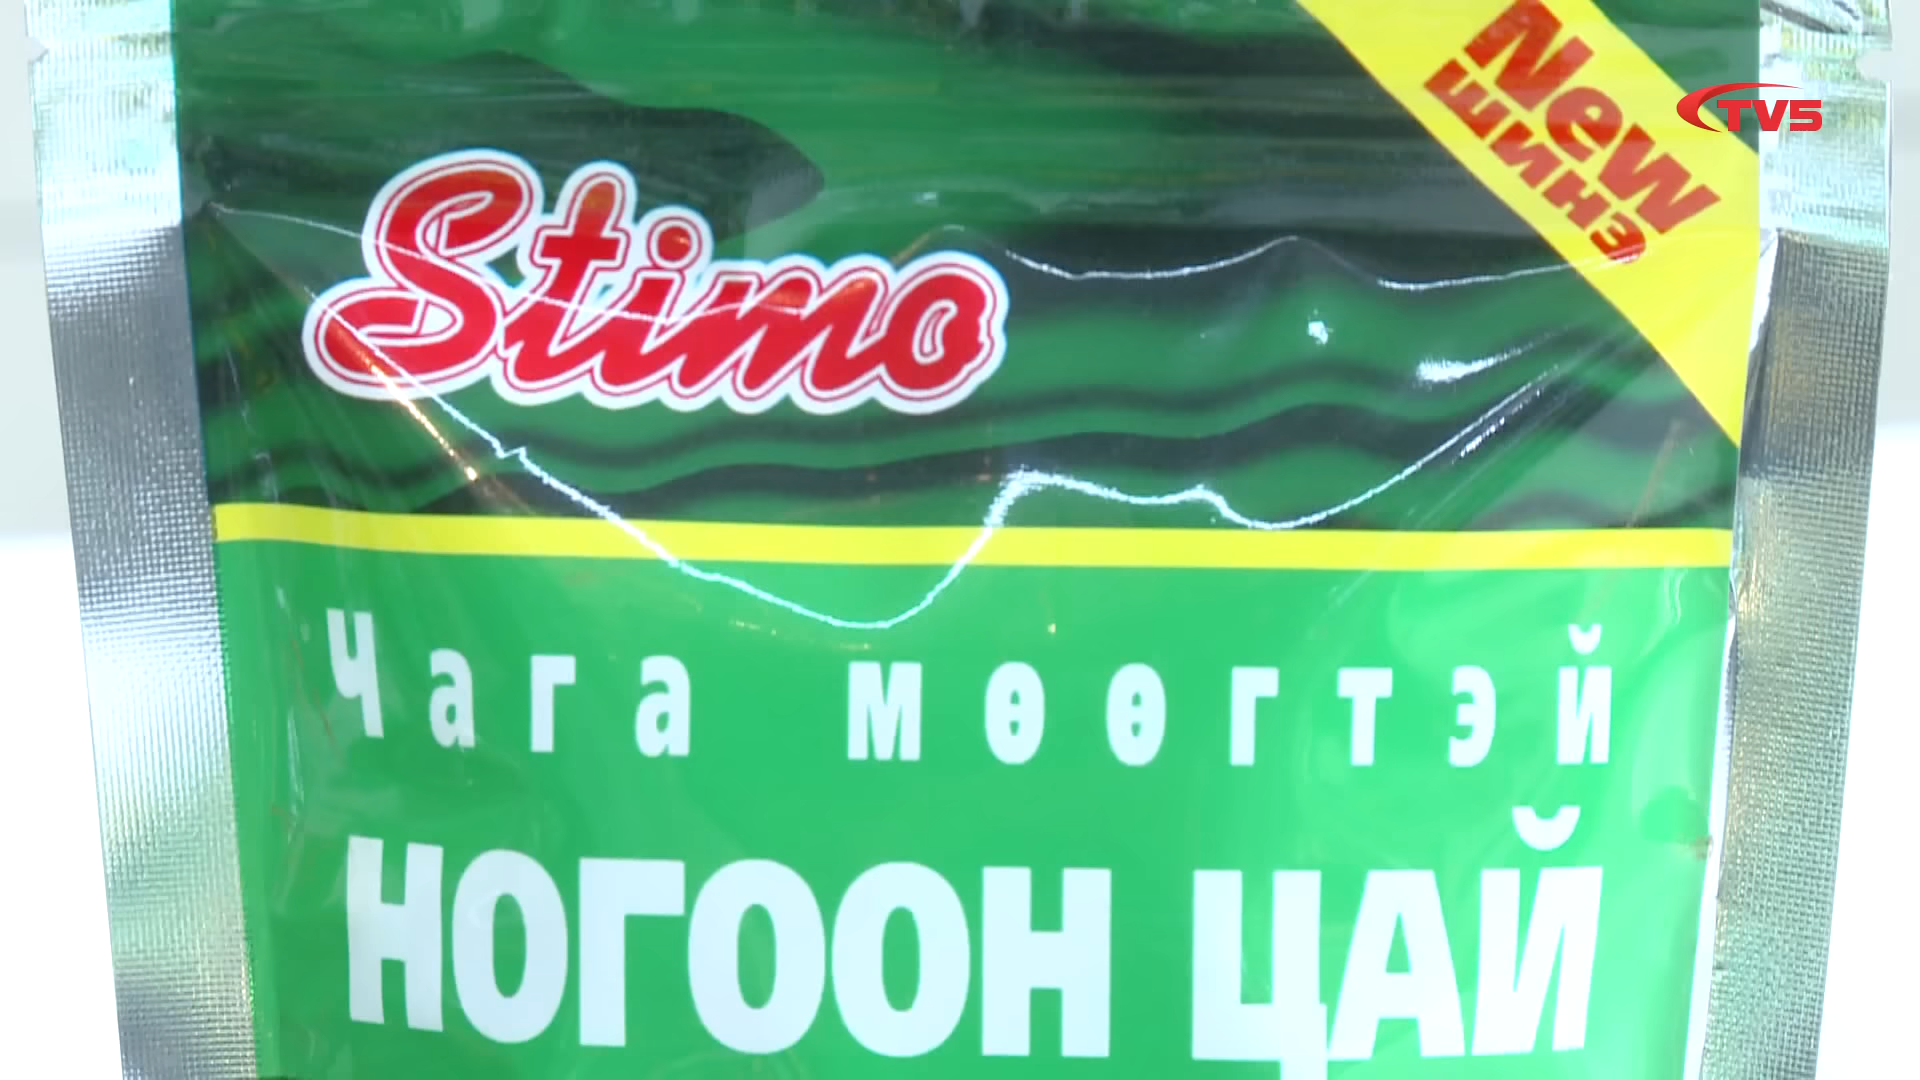 New
шинэ
TV5
Stimo
Чага мөөгтэй
НОГООН ЦАЙ